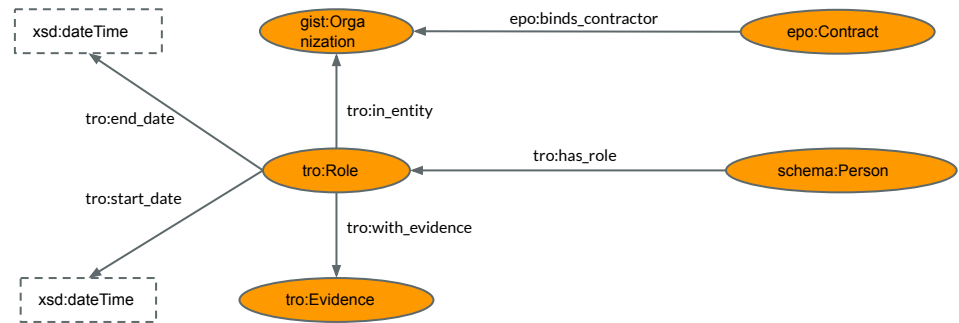 xsd:dateTime
gist:Orga
nization
epo:binds_contractor
epo:Contract
tro:end_date
tro:in_entity
tro:has_role
tro:Role
schema:Person
tro:start_date
tro:with_evidence
xsd:dateTime
tro:Evidence